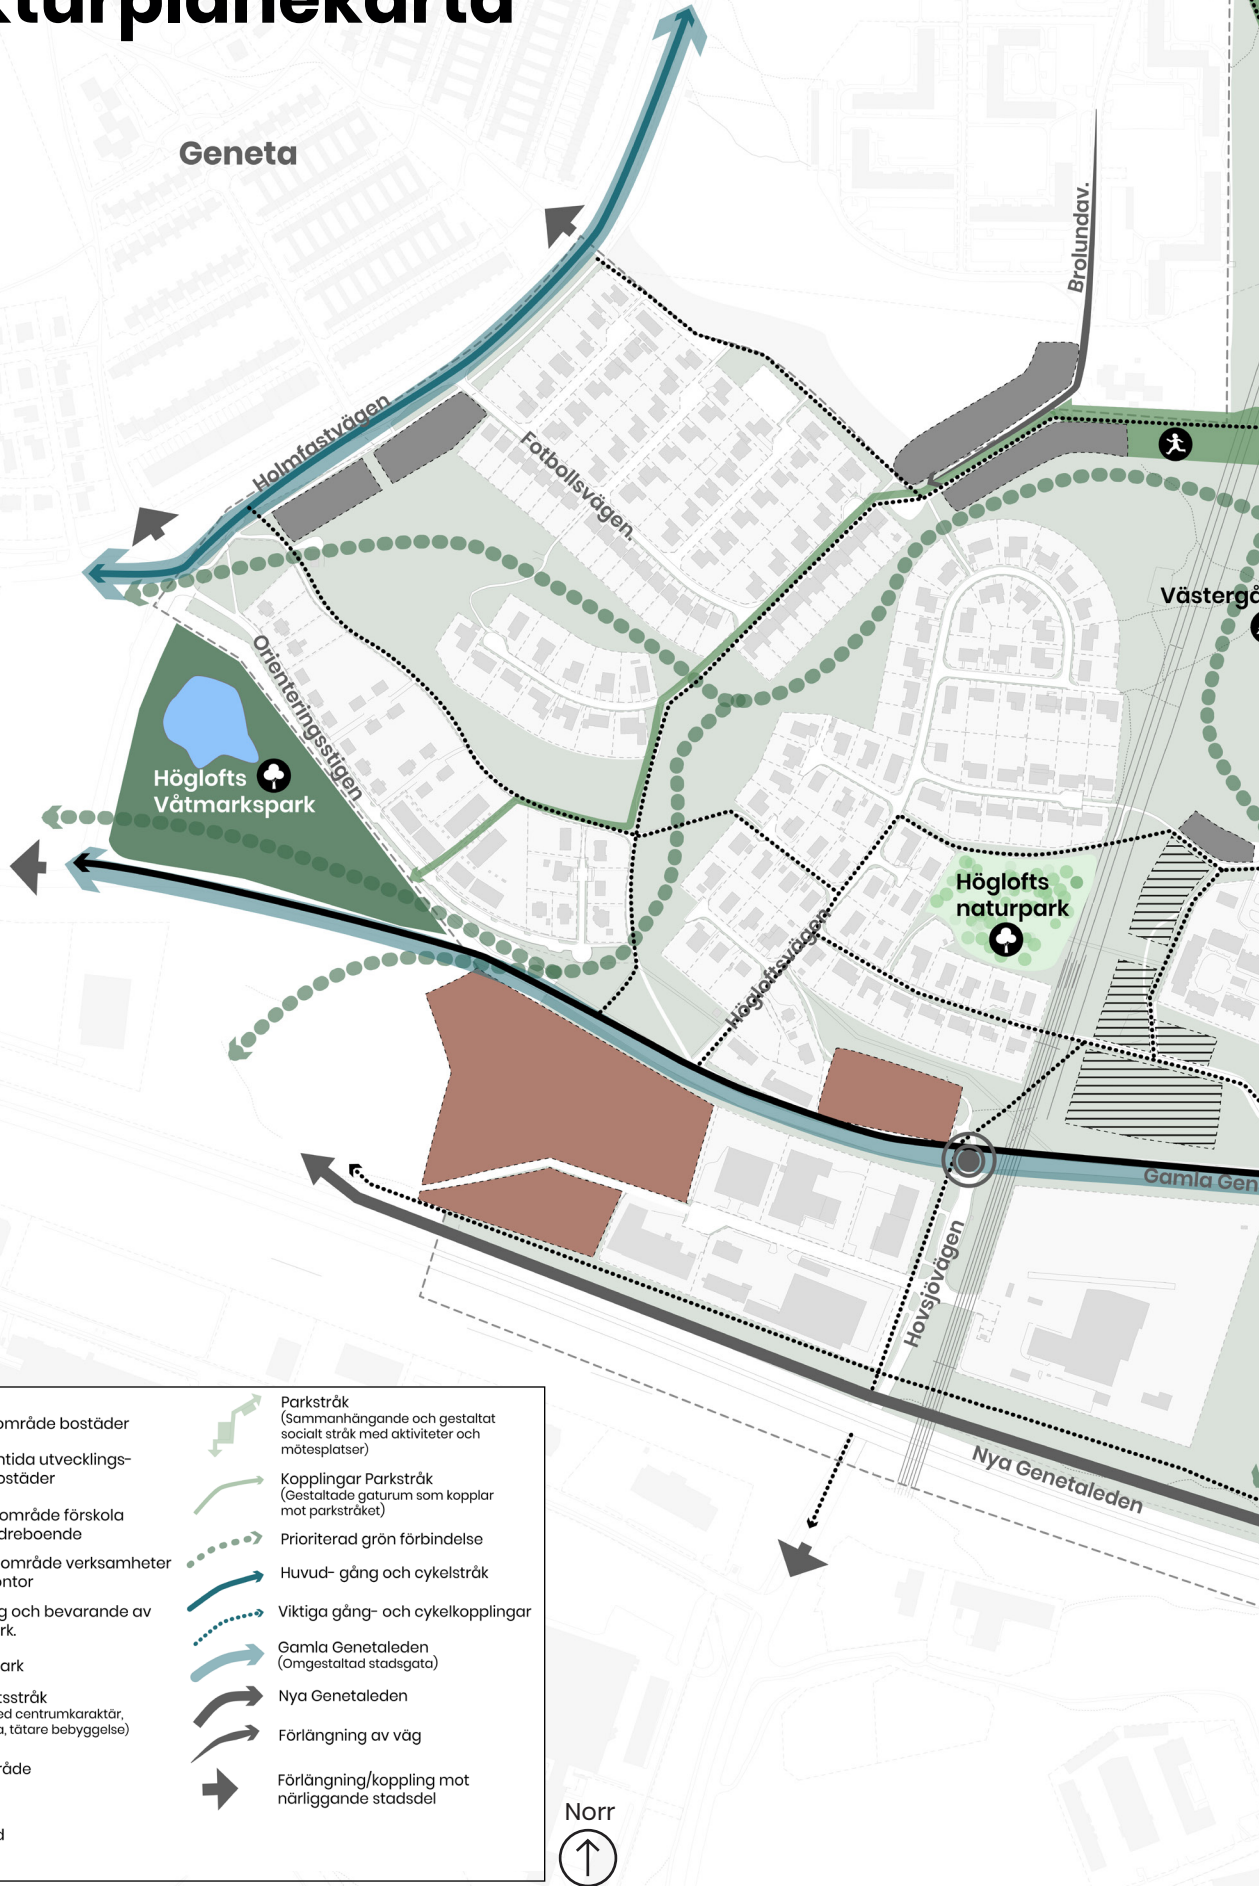 kturplanekarta
Geneta
Brolundav.
Holmfastvägen
Fotbollsvägen.
Orienteringsstigen
Västergå
Höglofts
Våtmarkspark
Höglofts
naturpark
Högloftsvägen
Gamla Gen
Hovsjövägen
Nya Genetaleden
område bostäder
ntida utvecklings-
ostäder
område förskola
dreboende
område verksamheter
ontor
g och bevarande av
rk.
ark
tsstråk
ed centrumkaraktär,
a, tätare bebyggelse)
råde
d
Parkstråk
(Sammanhängande och gestaltat
socialt stråk med aktiviteter och
mötesplatser)
Kopplingar Parkstråk
(Gestaltade gaturum som kopplar
mot parkstråket)
Prioriterad grön förbindelse
Huvud- gång och cykelstråk
Viktiga gång- och cykelkopplingar
Gamla Genetaleden
(Omgestaltad stadsgata)
Nya Genetaleden
Förlängning av väg
Förlängning/koppling mot
närliggande stadsdel
Norr